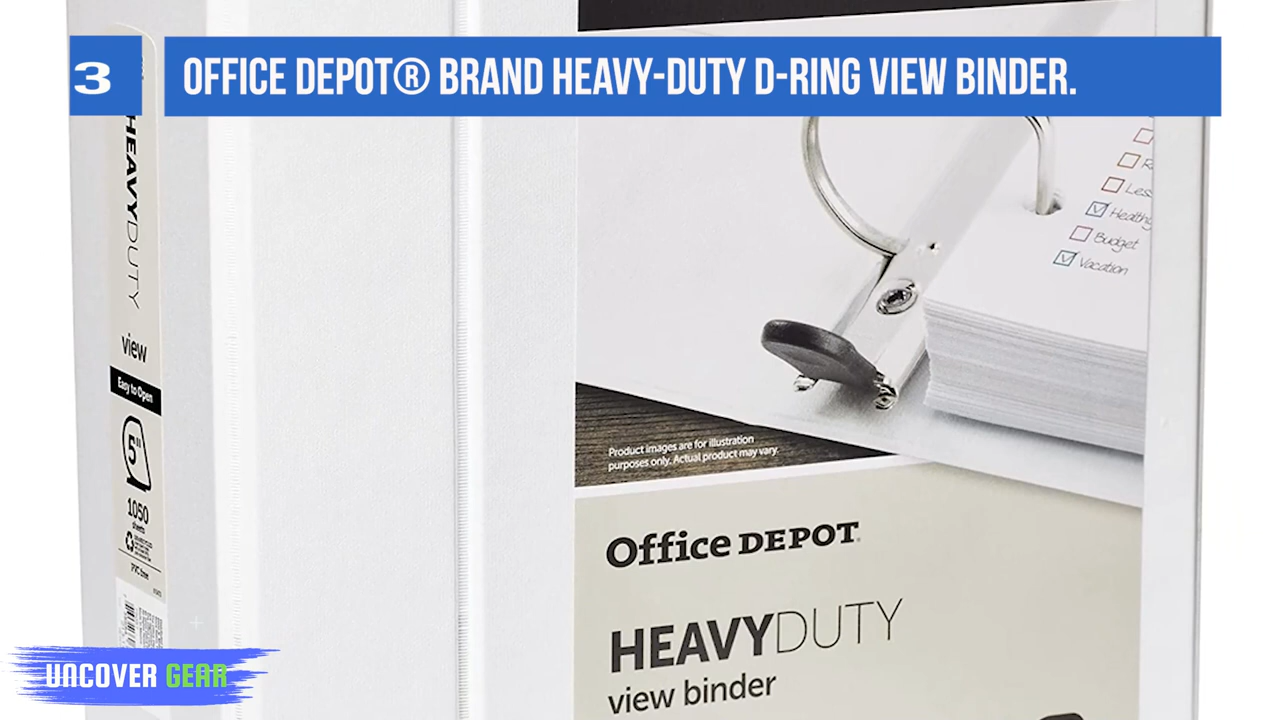 3
OFFICE DEPOT® BRAND HEAVY-DUTY D-RING VIEW BINDER.
HEAVYDUTY
view
Easy to Open
5"
1050
sheets
Healthy
Budget
Vacation
Product images are for illustration
purposes only. Actual product may vary.
Office DEPOT.
HEAVYDUTY
view binder
UNCOVER GEAR